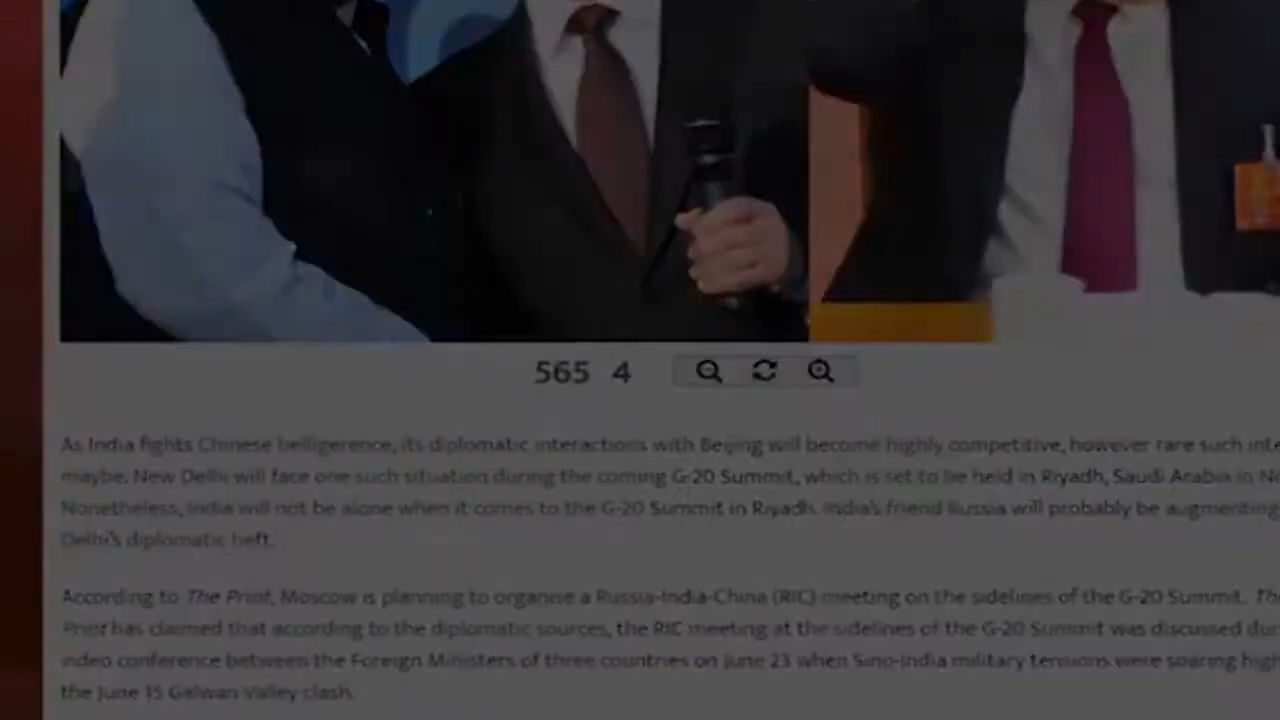 565 4
As India fights Chinese belligerence, its diplomatic interactions with Beijing will become highly competitive, however rare such
maybe. New Delhi will face one such situation during the coming G-20 Summit, which is set to be held in Riyadh, Saudi Arabia in
Nonetheless, India will not be alone when it comes to the G-20 Summit in Riyadh. India's friend Russia will probably be augmenting
Delhi's diplomatic heft.
According to The Print, Moscow is planning to organise a Russia-India-China (RIC) meeting on the sidelines of the G-20 Summit.
Print has claimed that according to the diplomatic sources, the RIC meeting at the sidelines of the G-20 Summit was discussed
video conference between the Foreign Ministers of three countries on June 23 when Sino-India military tensions were soaring
the June 15 Galwan Valley clash.